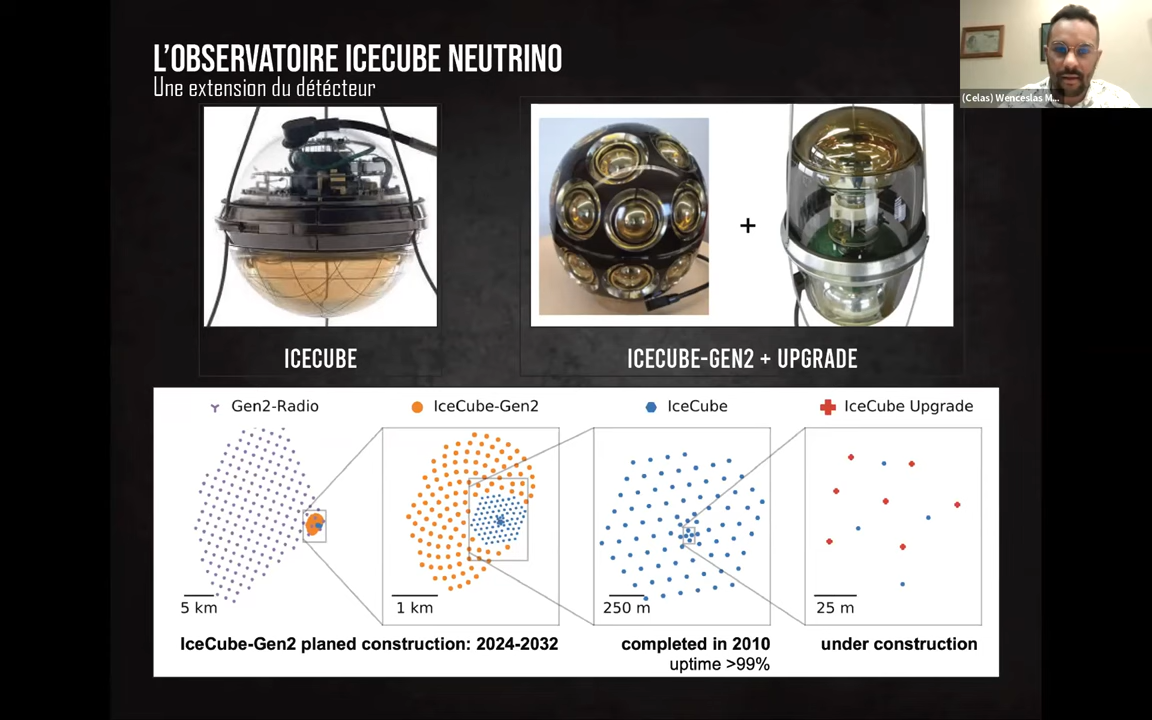 L'OBSERVATOIRE ICECUBE NEUTRINO
Une extension du détécteur
(Celas) Wenceslas M...
+
ICECUBE
ICECUBE-GEN2 + UPGRADE
Gen2-Radio
IceCube-Gen2
IceCube
IceCube Upgrade
5 km
1 km
250 m
25 m
IceCube-Gen2 planed construction: 2024-2032
completed in 2010
uptime >99%
under construction